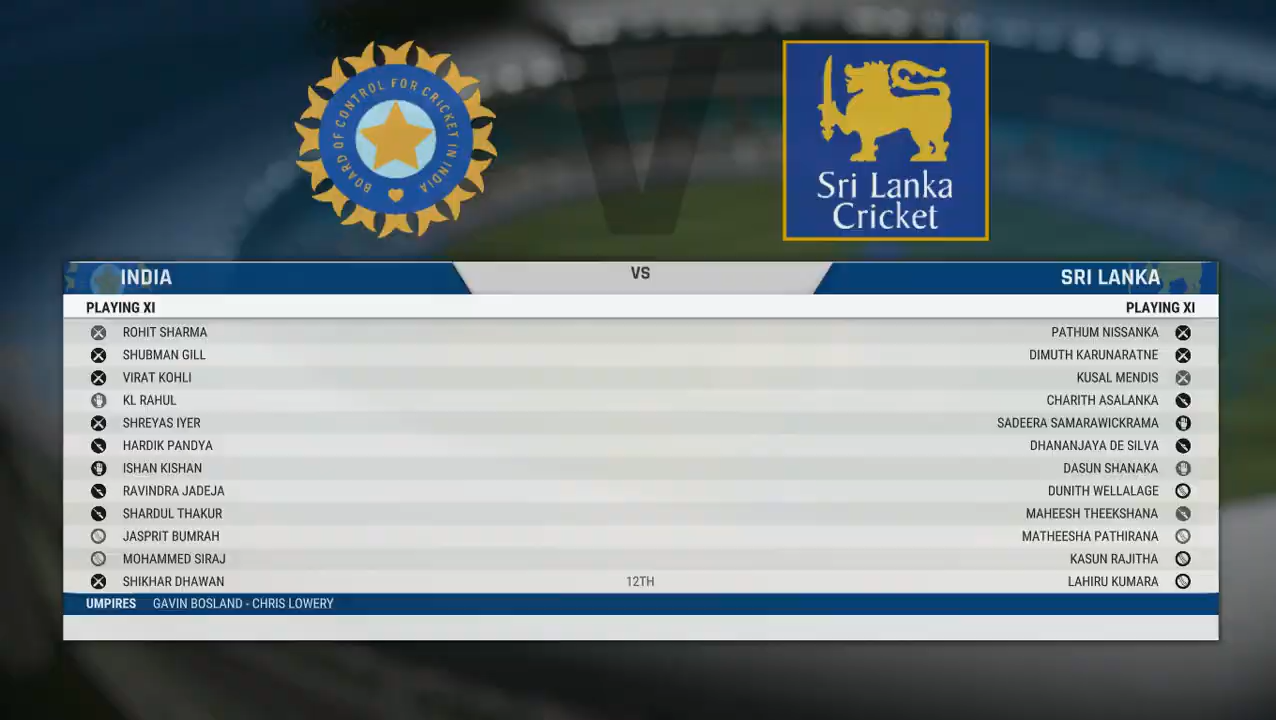 BOARD OF CONTROL FOR CRICKET IN INDIA
V
Sri Lanka
Cricket
INDIA VS SRI LANKA
PLAYING XI PLAYING XI
ROHIT SHARMA PATHUM NISSANKA
SHUBMAN GILL DIMUTH KARUNARATNE
VIRAT KOHLI KUSAL MENDIS
KL RAHUL CHARITH ASALANKA
SHREYAS IYER SADEERA SAMARAWICKRAMA
HARDIK PANDYA DHANANJAYA DE SILVA
ISHAN KISHAN DASUN SHANAKA
RAVINDRA JADEJA DUNITH WELLALAGE
SHARDUL THAKUR MAHEESH THEEKSHANA
JASPRIT BUMRAH MATHEESHA PATHIRANA
MOHAMMED SIRAJ KASUN RAJITHA
SHIKHAR DHAWAN 12TH LAHIRU KUMARA
UMPIRES GAVIN BOSLAND - CHRIS LOWERY